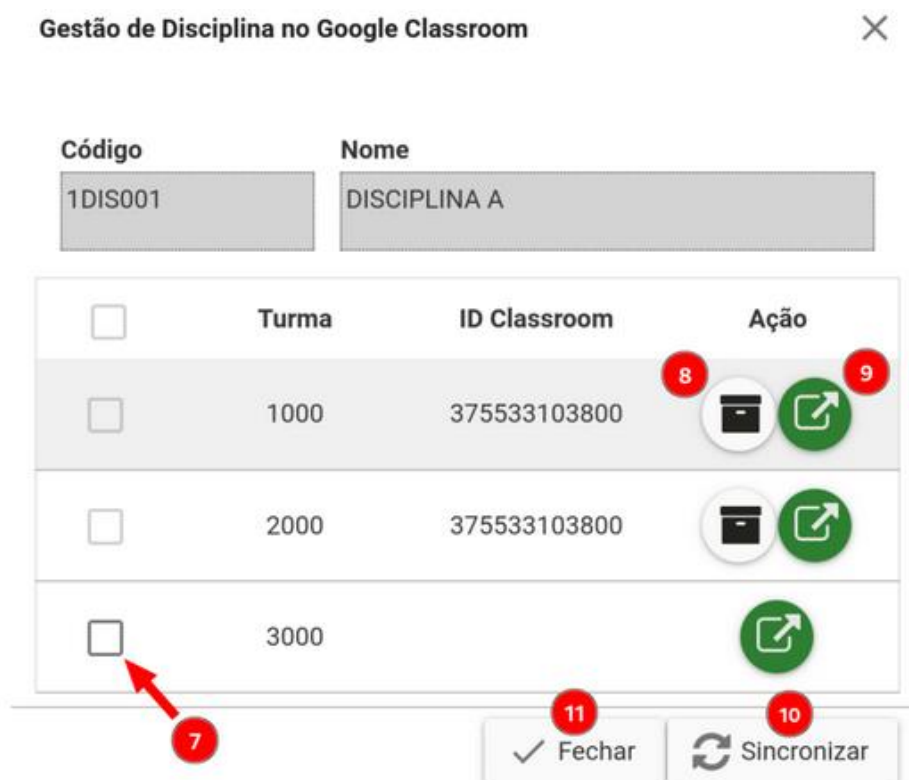 Gestão de Disciplina no Google Classroom
Código Nome
1DIS001 DISCIPLINA A
Turma ID Classroom Ação
8 9
1000 375533103800
2000 375533103800
3000
7
11 10
Fechar Sincronizar